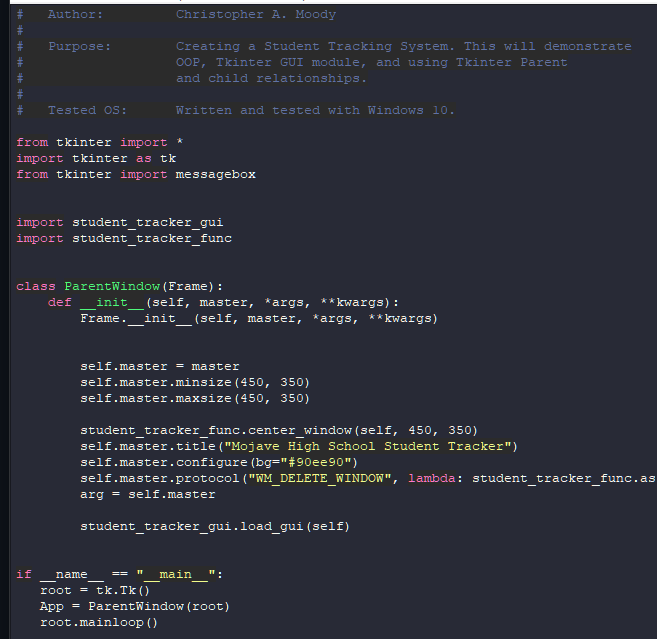 #   Author:         Christopher A. Moody
#
#   Purpose:        Creating a Student Tracking System. This will demonstrate
#                   OOP, Tkinter GUI module, and using Tkinter Parent
#                   and child relationships.
#
#   Tested OS:      Written and tested with Windows 10.
from tkinter import *
import tkinter as tk
from tkinter import messagebox
import student_tracker_gui
import student_tracker_func
class ParentWindow(Frame):
    def __init__(self, master, *args, **kwargs):
        Frame.__init__(self, master, *args, **kwargs)
        self.master = master
        self.master.minsize(450, 350)
        self.master.maxsize(450, 350)
        student_tracker_func.center_window(self, 450, 350)
        self.master.title("Mojave High School Student Tracker")
        self.master.configure(bg="#90ee90")
        self.master.protocol("WM_DELETE_WINDOW", lambda: student_tracker_func.as
        arg = self.master
        student_tracker_gui.load_gui(self)
if __name__ == "__main__":
   root = tk.Tk()
   App = ParentWindow(root)
   root.mainloop()